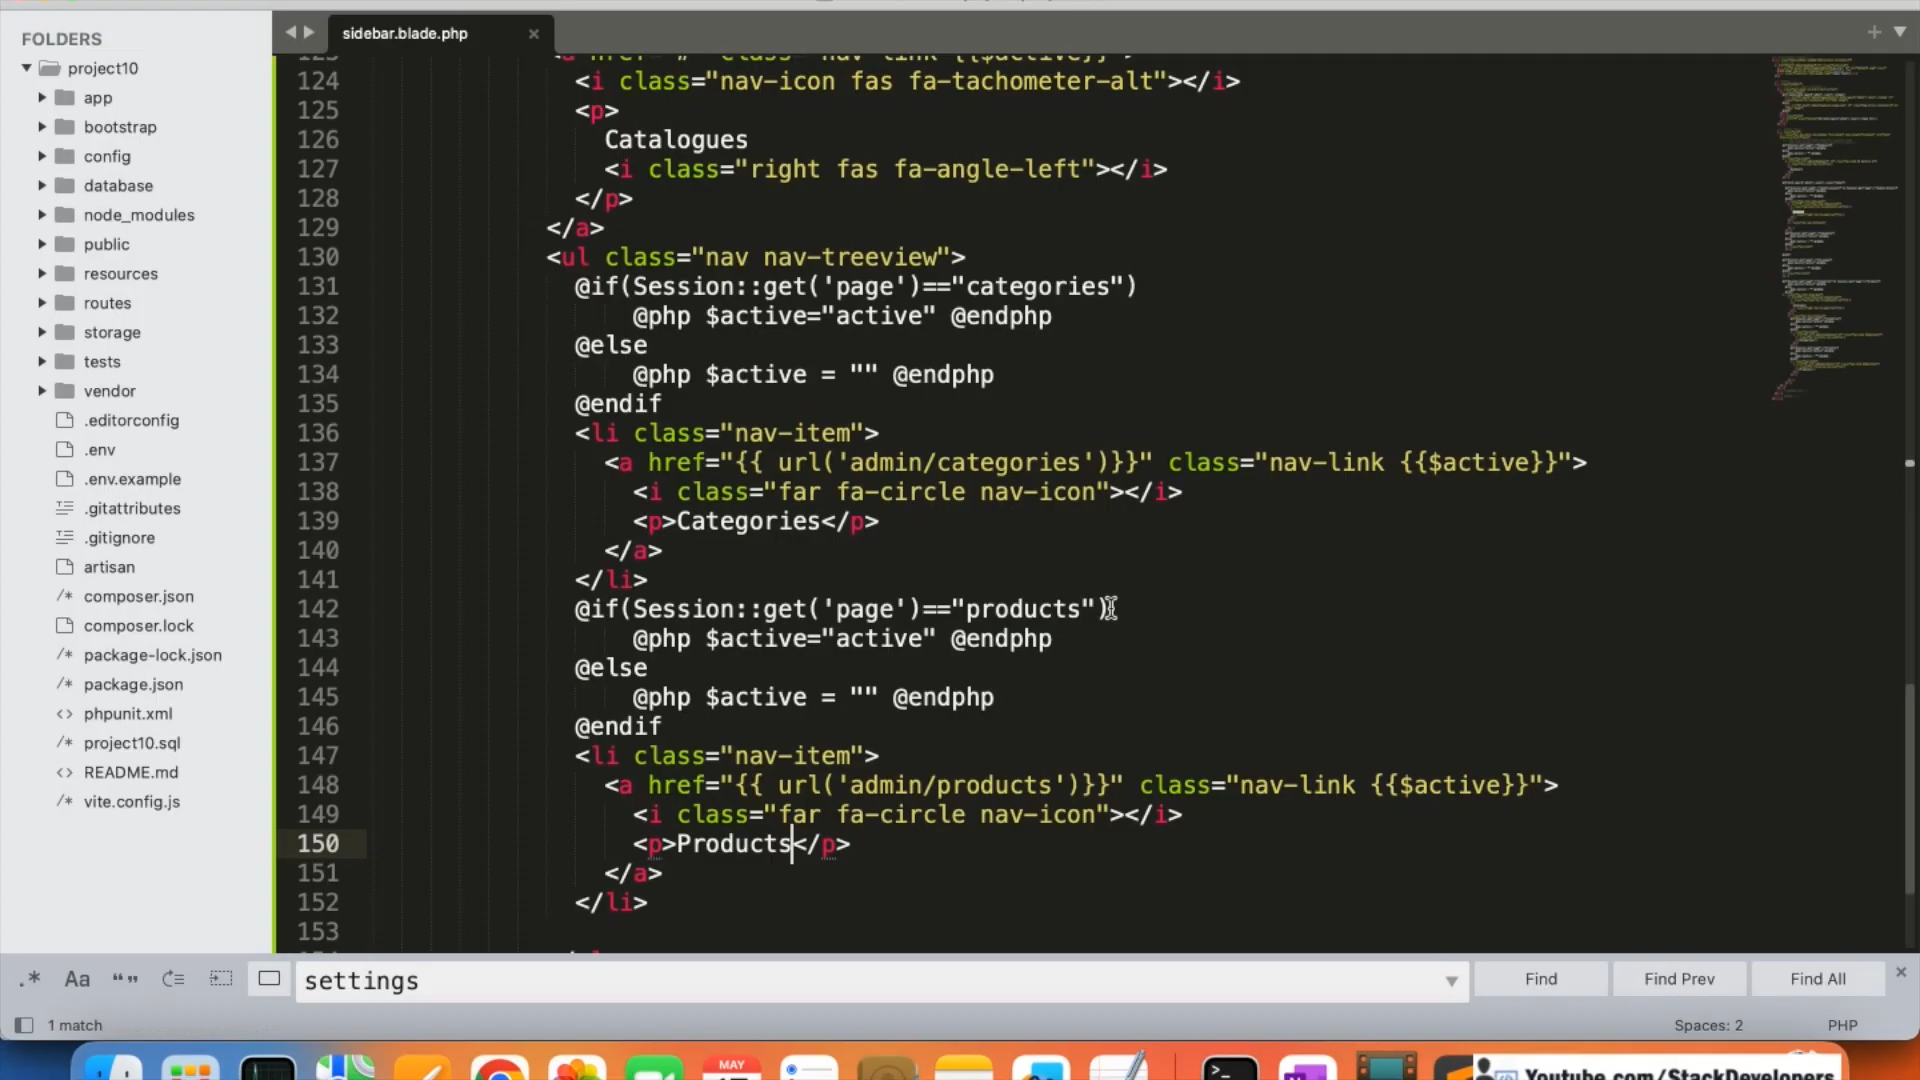 sidebar.blade.php
FOLDERS
project10
app
bootstrap
config
database
node_modules
public
resources
routes
storage
tests
vendor
.editorconfig
.env
.env.example
.gitattributes
.gitignore
artisan
composer.json
composer.lock
package-lock.json
package.json
phpunit.xml
project10.sql
README.md
vite.config.js
124 <i class="nav-icon fas fa-tachometer-alt"></i>
125 <p>
126 Catalogues
127 <i class="right fas fa-angle-left"></i>
128 </p>
129 </a>
130 <ul class="nav nav-treeview">
131 @if(Session::get('page')=="categories")
132 @php $active="active" @endphp
133 @else
134 @php $active = "" @endphp
135 @endif
136 <li class="nav-item">
137 <a href="{{ url('admin/categories')}}" class="nav-link {{$active}}">
138 <i class="far fa-circle nav-icon"></i>
139 <p>Categories</p>
140 </a>
141 </li>
142 @if(Session::get('page')=="products")
143 @php $active="active" @endphp
144 @else
145 @php $active = "" @endphp
146 @endif
147 <li class="nav-item">
148 <a href="{{ url('admin/products')}}" class="nav-link {{$active}}">
149 <i class="far fa-circle nav-icon"></i>
150 <p>Products</p>
151 </a>
152 </li>
153
settings
Find
Find Prev
Find All
1 match
Spaces: 2
PHP
MAY
Youtube.com/StackDevelopers